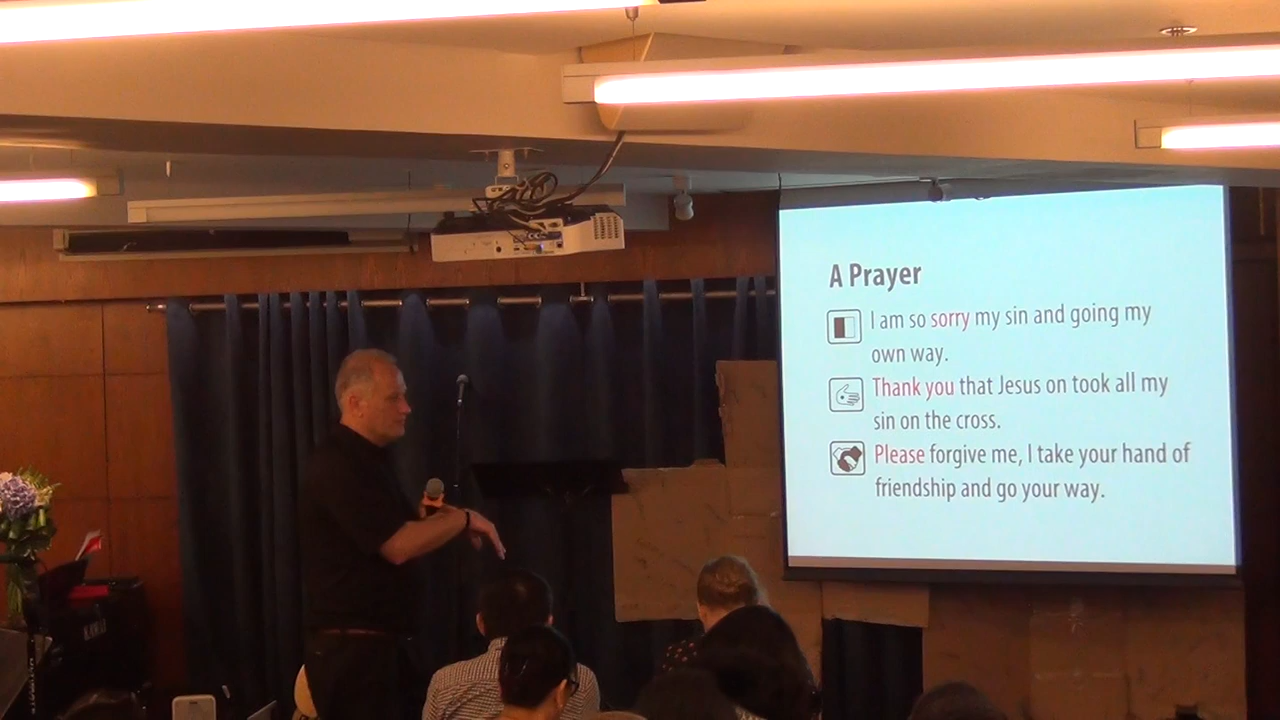 A Prayer
I am so sorry my sin and going my
own way.
Thank you that Jesus on took all my
sin on the cross.
Please forgive me, I take your hand of
friendship and go your way.